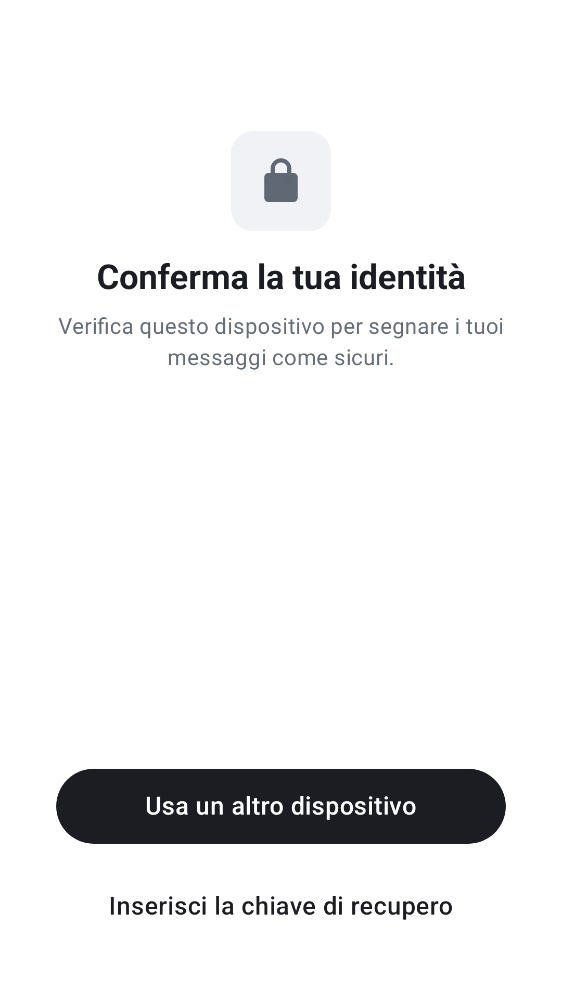 Conferma la tua identità
Verifica questo dispositivo per segnare i tuoi
messaggi come sicuri.
Usa un altro dispositivo
Inserisci la chiave di recupero